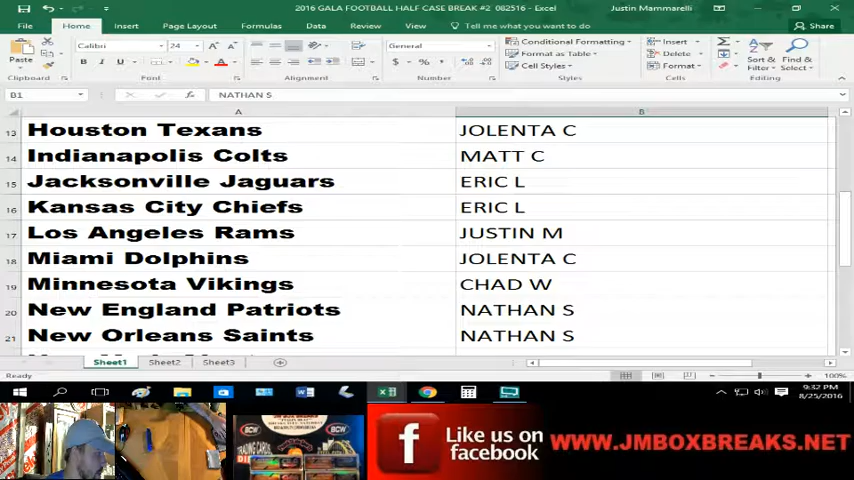 2016 GALA FOOTBALL HALF CASE BREAK #2  082516 - Excel
Justin Mammarelli
File Home Insert Page Layout Formulas Data Review View Tell me what you want to do... Share
Paste
Calibri 24
General
Conditional Formatting
Format as Table
Cell Styles
Insert
Delete
Format
Sort & Filter
Find & Select
Clipboard Font Alignment Number Styles Cells Editing
B1 NATHAN S
A B
13 Houston Texans JOLENTA C
14 Indianapolis Colts MATT C
15 Jacksonville Jaguars ERIC L
16 Kansas City Chiefs ERIC L
17 Los Angeles Rams JUSTIN M
18 Miami Dolphins JOLENTA C
19 Minnesota Vikings CHAD W
20 New England Patriots NATHAN S
21 New Orleans Saints NATHAN S
Sheet1 Sheet2 Sheet3
Ready 100%
9:32 PM
8/25/2016
BCW BCW
TRADING CARDS
Like us on
facebook
WWW.JMBOXBREAKS.NET